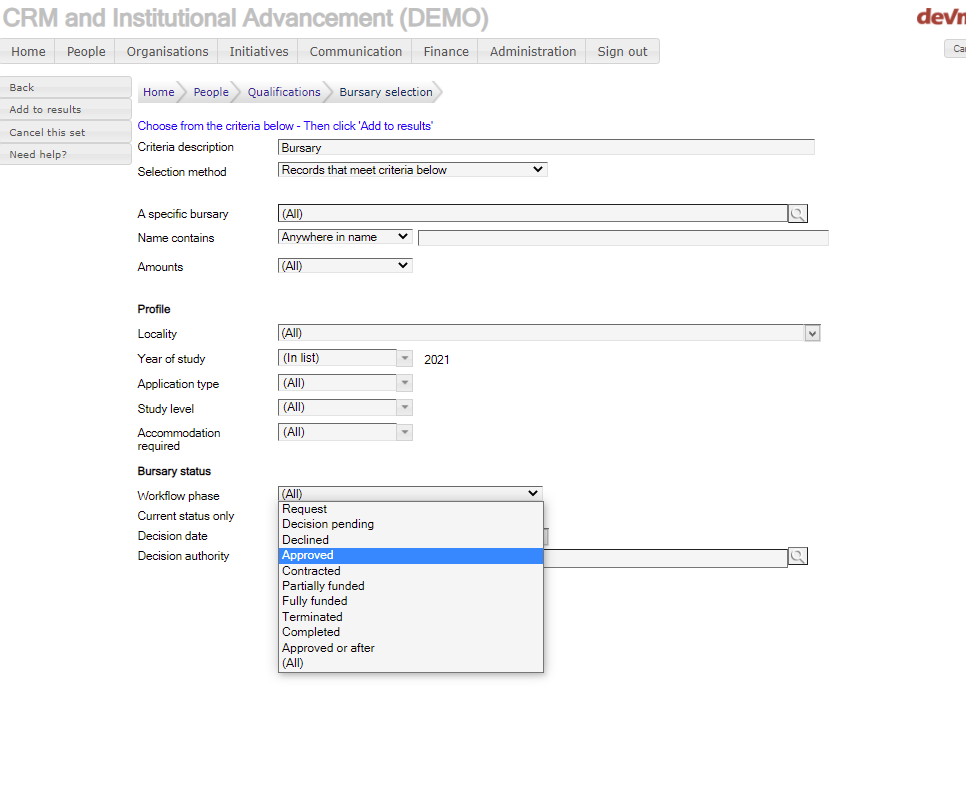 CRM and Institutional Advancement (DEMO)
Home People Organisations Initiatives Communication Finance Administration Sign out
Back
Add to results
Cancel this set
Need help?
Home People Qualifications Bursary selection
Choose from the criteria below - Then click 'Add to results'
Criteria description Bursary
Selection method Records that meet criteria below
A specific bursary (All)
Name contains Anywhere in name
Amounts (All)
Profile
Locality (All)
Year of study (In list) 2021
Application type (All)
Study level (All)
Accommodation required (All)
Bursary status
Workflow phase (All)
Current status only
Decision date
Decision authority
Request
Decision pending
Declined
Approved
Contracted
Partially funded
Fully funded
Terminated
Completed
Approved or after
(All)